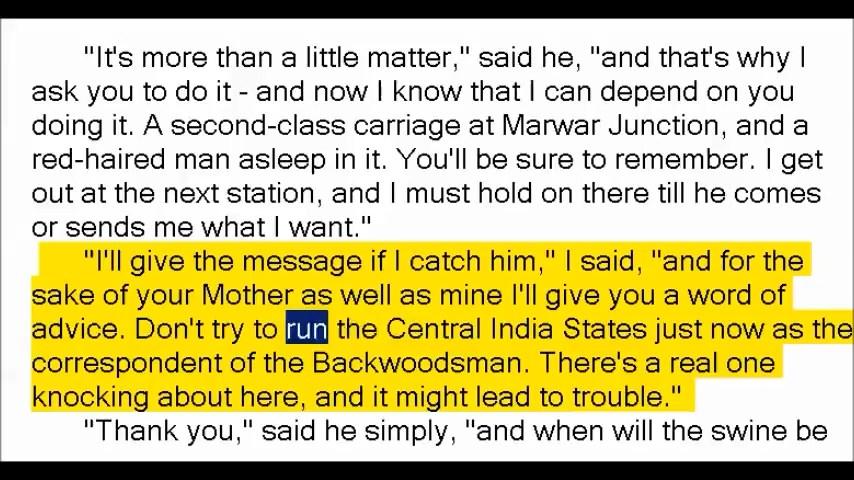 "It's more than a little matter," said he, "and that's why I
ask you to do it - and now I know that I can depend on you
doing it. A second-class carriage at Marwar Junction, and a
red-haired man asleep in it. You'll be sure to remember. I get
out at the next station, and I must hold on there till he comes
or sends me what I want."
"I'll give the message if I catch him," I said, "and for the
sake of your Mother as well as mine I'll give you a word of
advice. Don't try to run the Central India States just now as the
correspondent of the Backwoodsman. There's a real one
knocking about here, and it might lead to trouble."
"Thank you," said he simply, "and when will the swine be